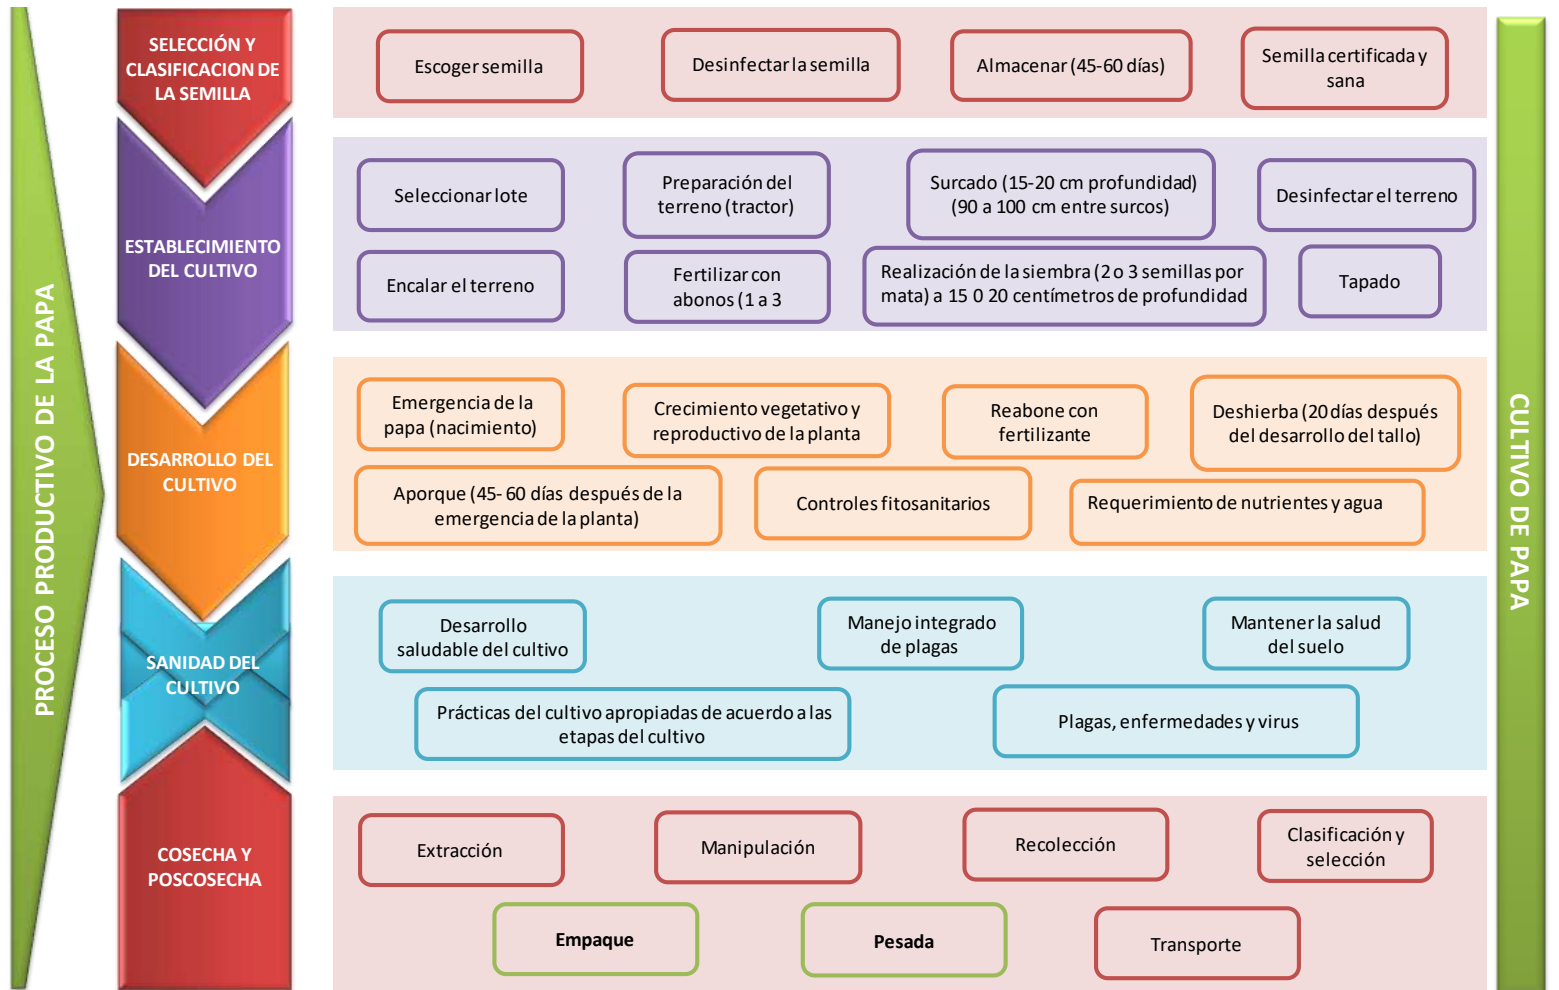 PROCESO PRODUCTIVO DE LA PAPA
SELECCIÓN Y
CLASIFICACION DE
LA SEMILLA
Escoger semilla
Desinfectar la semilla
Almacenar (45-60 días)
Semilla certificada y
sana
ESTABLECIMIENTO
DEL CULTIVO
Seleccionar lote
Preparación del
terreno (tractor)
Surcado (15-20 cm profundidad)
(90 a 100 cm entre surcos)
Desinfectar el terreno
Encalar el terreno
Fertilizar con
abonos (1 a 3
Realización de la siembra (2 o 3 semillas por
mata) a 15 0 20 centímetros de profundidad
Tapado
DESARROLLO DEL
CULTIVO
Emergencia de la
papa (nacimiento)
Crecimiento vegetativo y
reproductivo de la planta
Reabone con
fertilizante
Deshierba (20 días después
del desarrollo del tallo)
Aporque (45- 60 días después de la
emergencia de la planta)
Controles fitosanitarios
Requerimiento de nutrientes y agua
SANIDAD DEL
CULTIVO
Desarrollo
saludable del cultivo
Manejo integrado
de plagas
Mantener la salud
del suelo
Prácticas del cultivo apropiadas de acuerdo a las
etapas del cultivo
Plagas, enfermedades y virus
COSECHA Y
POSCOSECHA
Extracción
Manipulación
Recolección
Clasificación y
selección
Empaque
Pesada
Transporte
CULTIVO DE PAPA